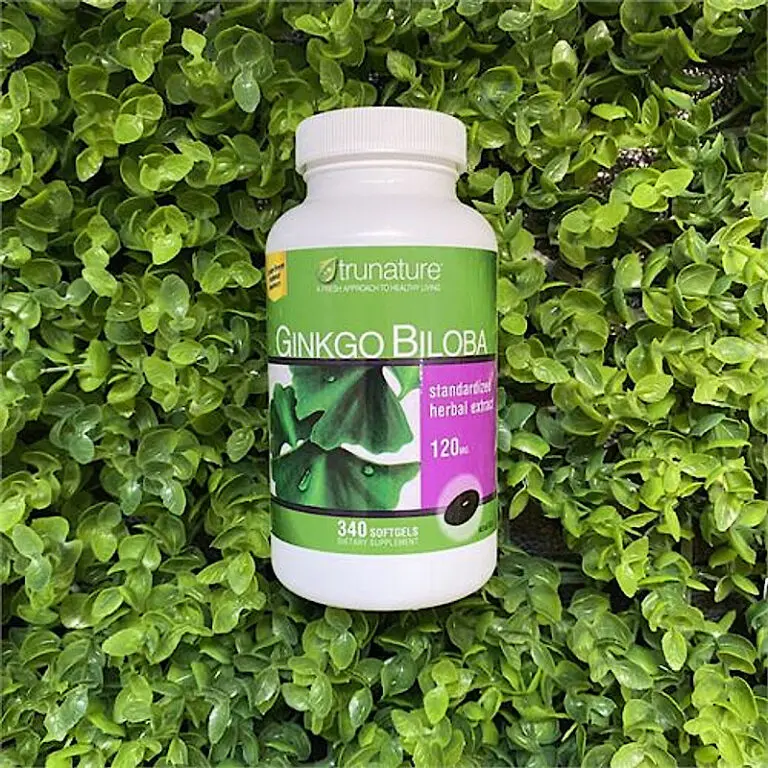 trunature®
A FRESH APPROACH TO HEALTHY LIVING
GINKGO BILOBA
standardized
herbal extract
120MG
340 SOFTGELS
DIETARY SUPPLEMENT